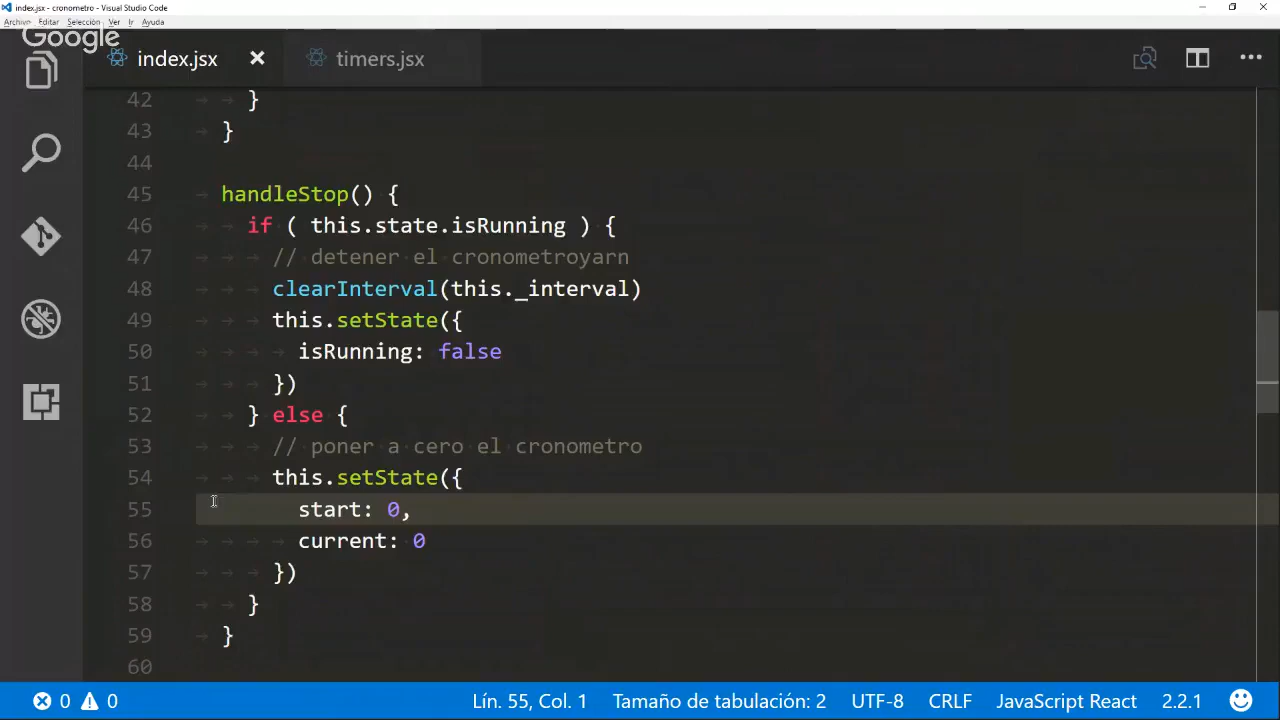 index.jsx - cronometro - Visual Studio Code
Archivo Editar Selección Ver Ir Ayuda
Google
index.jsx timers.jsx
42 }
43 }
44
45 handleStop() {
46 if ( this.state.isRunning ) {
47 // detener el cronometroyarn
48 clearInterval(this._interval)
49 this.setState({
50 isRunning: false
51 })
52 } else {
53 // poner a cero el cronometro
54 this.setState({
55 start: 0,
56 current: 0
57 })
58 }
59 }
60
0 0 Lín. 55, Col. 1 Tamaño de tabulación: 2 UTF-8 CRLF JavaScript React 2.2.1